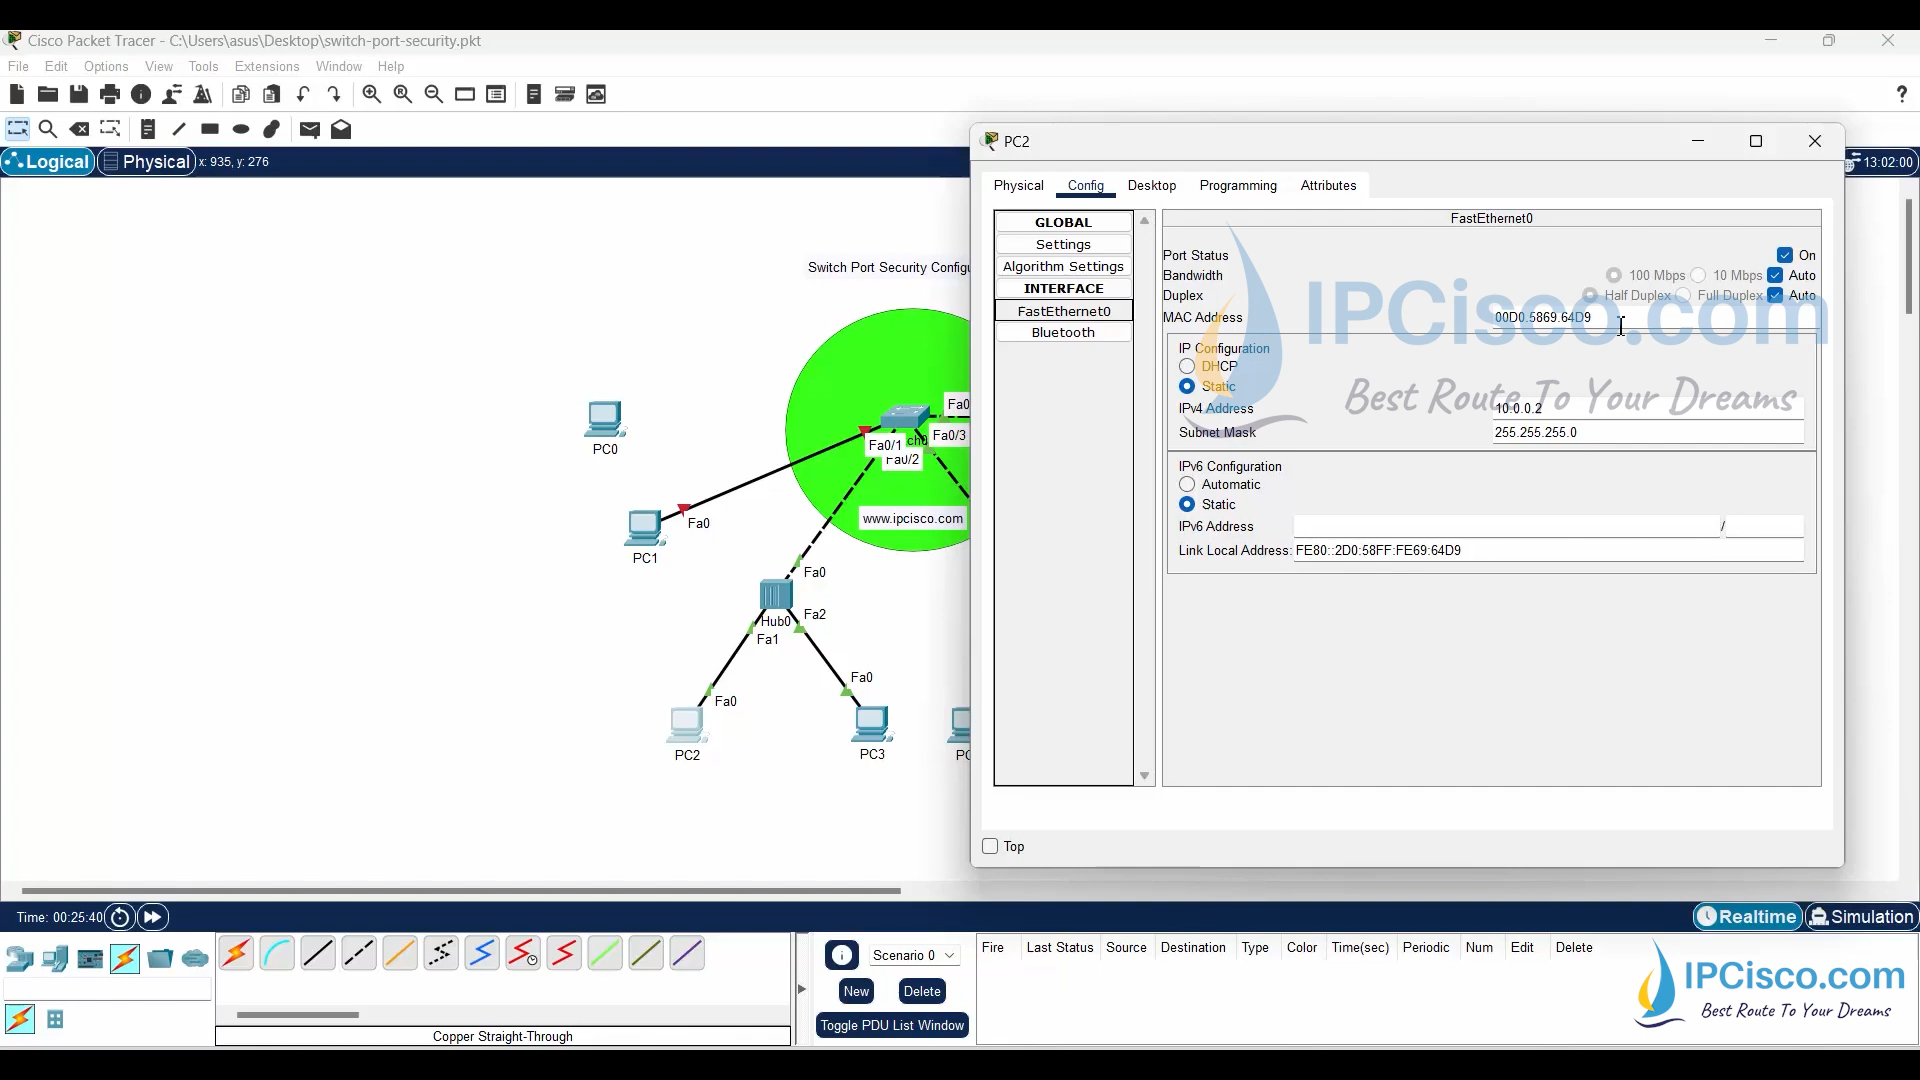 Cisco Packet Tracer - C:\Users\asus\Desktop\switch-port-security.pkt
File Edit Options View Tools Extensions Window Help
?
Logical Physical x: 935, y: 276
13:02:00
PC2
Physical Config Desktop Programming Attributes
GLOBAL
Settings
Algorithm Settings
INTERFACE
FastEthernet0
Bluetooth
FastEthernet0
Port Status On
Bandwidth 100 Mbps 10 Mbps Auto
Duplex Half Duplex Full Duplex Auto
MAC Address 00D0.5869.64D9
IP Configuration
DHCP
Static
IPv4 Address 10.0.0.2
Subnet Mask 255.255.255.0
IPv6 Configuration
Automatic
Static
IPv6 Address /
Link Local Address: FE80::2D0:58FF:FE69:64D9
Top
IPCisco.com
Best Route To Your Dreams
Switch Port Security Configu
Fa0
Fa0/1 ch0 Fa0/3
Fa0/2
PC0
www.ipcisco.com
Fa0
PC1
Fa0
Hub0 Fa2
Fa1
Fa0
Fa0
PC2
PC3
PC
Time: 00:25:40
Realtime Simulation
Scenario 0
New Delete
Toggle PDU List Window
Fire Last Status Source Destination Type Color Time(sec) Periodic Num Edit Delete
Copper Straight-Through
IPCisco.com
Best Route To Your Dreams